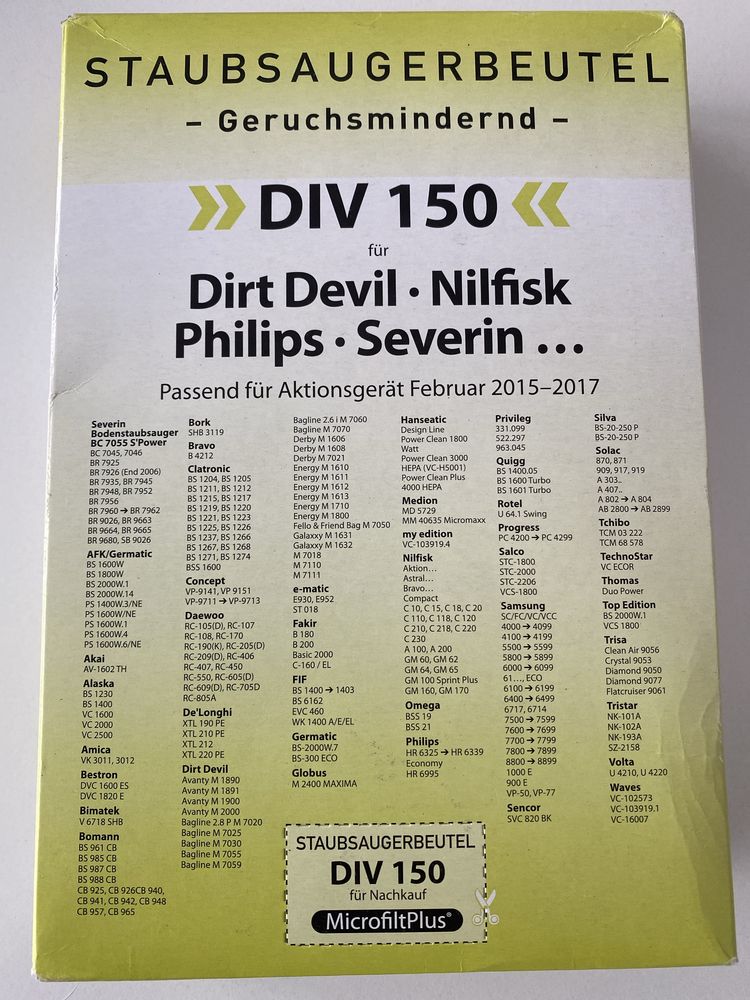 STAUBSAUGERBEUTEL
– Geruchsmindernd –
» DIV 150 «
für
Dirt Devil · Nilfisk
Philips · Severin …
Passend für Aktionsgerät Februar 2015–2017
Severin
Bodenstaubsauger
BC 7055 S'Power
BC 7045, 7046
BR 7925
BR 7926 (End 2006)
BR 7935, BR 7945
BR 7948, BR 7952
BR 7956
BR 7960 ➔ BR 7962
BR 9026, BR 9663
BR 9664, BR 9665
BR 9680, SB 9026
AFK/Germatic
BS 1600W
BS 1800W
BS 2000W.1
BS 2000W.14
PS 1400W.3/NE
PS 1600W/NE
PS 1600W.1
PS 1600W.4
PS 1600W.6/NE
Akai
AV-1602 TH
Alaska
BS 1230
BS 1400
VC 1600
VC 2000
VC 2500
Amica
VK 3011, 3012
Bestron
DVC 1600 ES
DVC 1820 E
Bimatek
V 6718 SHB
Bomann
BS 961 CB
BS 985 CB
BS 987 CB
BS 988 CB
CB 925, CB 926CB 940,
CB 941, CB 942, CB 948
CB 957, CB 965
Bork
SHB 3119
Bravo
B 4212
Clatronic
BS 1204, BS 1205
BS 1211, BS 1212
BS 1215, BS 1217
BS 1219, BS 1220
BS 1221, BS 1223
BS 1225, BS 1226
BS 1237, BS 1266
BS 1267, BS 1268
BS 1271, BS 1274
BSS 1600
Concept
VP-9141, VP 9151
VP-9711 ➔ VP-9713
Daewoo
RC-105(D), RC-107
RC-108, RC-170
RC-190(K), RC-205(D)
RC-209(D), RC-406
RC-407, RC-450
RC-550, RC-605(D)
RC-609(D), RC-705D
RC-805A
De'Longhi
XTL 190 PE
XTL 210 PE
XTL 212
XTL 220 PE
Dirt Devil
Avanty M 1890
Avanty M 1891
Avanty M 1900
Avanty M 2000
Bagline 2.8 P M 7020
Bagline M 7025
Bagline M 7030
Bagline M 7055
Bagline M 7059
Bagline 2.6 i M 7060
Bagline M 7070
Derby M 1606
Derby M 1608
Derby M 7021
Energy M 1610
Energy M 1611
Energy M 1612
Energy M 1613
Energy M 1710
Energy M 1800
Fello & Friend Bag M 7050
Galaxxy M 1631
Galaxxy M 1632
M 7018
M 7110
M 7111
e-matic
E930, E952
ST 018
Fakir
B 180
B 200
Basic 2000
C-160 / EL
FIF
BS 1400 ➔ 1403
BS 6162
EVC 460
WK 1400 A/E/EL
Germatic
BS-2000W.7
BS-300 ECO
Globus
M 2400 MAXIMA
Hanseatic
Design Line
Power Clean 1800
Watt
Power Clean 3000
HEPA (VC-H5001)
Power Clean Plus
4000 HEPA
Medion
MD 5729
MM 40635 Micromaxx
my edition
VC-103919.4
Nilfisk
Aktion…
Astral…
Bravo…
Compact
C 10, C 15, C 18, C 20
C 110, C 118, C 120
C 210, C 218, C 220
C 230
A 100, A 200
GM 60, GM 62
GM 64, GM 65
GM 100 Sprint Plus
GM 160, GM 170
Omega
BSS 19
BSS 21
Philips
HR 6325 ➔ HR 6339
Economy
HR 6995
Privileg
331.099
522.297
963.045
Quigg
BS 1400.05
BS 1600 Turbo
BS 1601 Turbo
Rotel
U 64.1 Swing
Progress
PC 4200 ➔ PC 4299
Salco
STC-1800
STC-2000
STC-2206
VCS-1800
Samsung
SC/FC/VC/VCC
4000 ➔ 4099
4100 ➔ 4199
5500 ➔ 5599
5800 ➔ 5899
6000 ➔ 6099
61…, ECO
6100 ➔ 6199
6400 ➔ 6499
6717, 6714
7500 ➔ 7599
7600 ➔ 7699
7700 ➔ 7799
7800 ➔ 7899
8800 ➔ 8899
1000 E
900 E
VP-50, VP-77
Sencor
SVC 820 BK
Silva
BS-20-250 P
BS-20-250 P
Solac
870, 871
909, 917, 919
A 303..
A 407..
A 802 ➔ A 804
AB 2800 ➔ AB 2899
Tchibo
TCM 03 222
TCM 68 578
TechnoStar
VC ECOR
Thomas
Duo Power
Top Edition
BS 2000W.1
VCS 1800
Trisa
Clean Air 9056
Crystal 9053
Diamond 9050
Diamond 9077
Flatcruiser 9061
Tristar
NK-101A
NK-102A
NK-193A
SZ-2158
Volta
U 4210, U 4220
Waves
VC-102573
VC-103919.1
VC-16007
STAUBSAUGERBEUTEL
DIV 150
für Nachkauf
MicrofiltPlus®